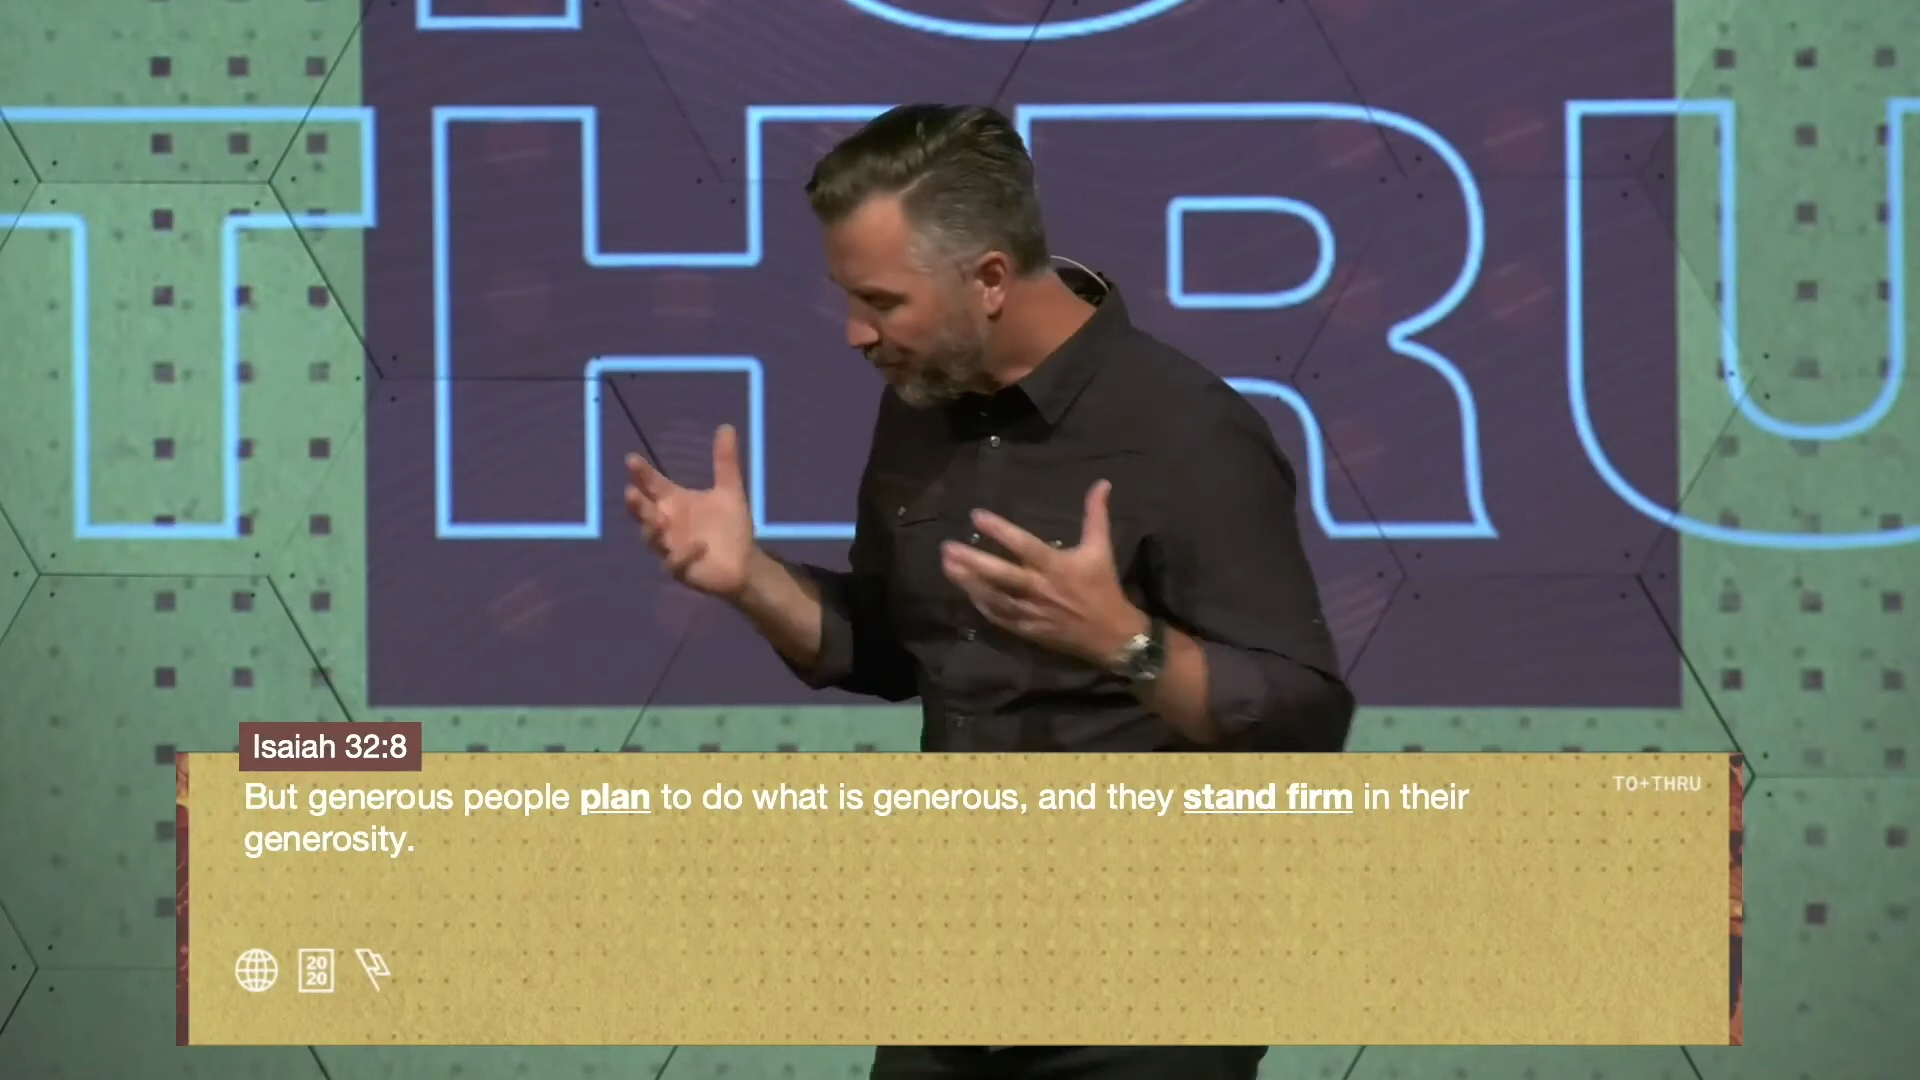 TO
THRU
Isaiah 32:8
But generous people plan to do what is generous, and they stand firm in their
generosity.
TO+THRU
20
20